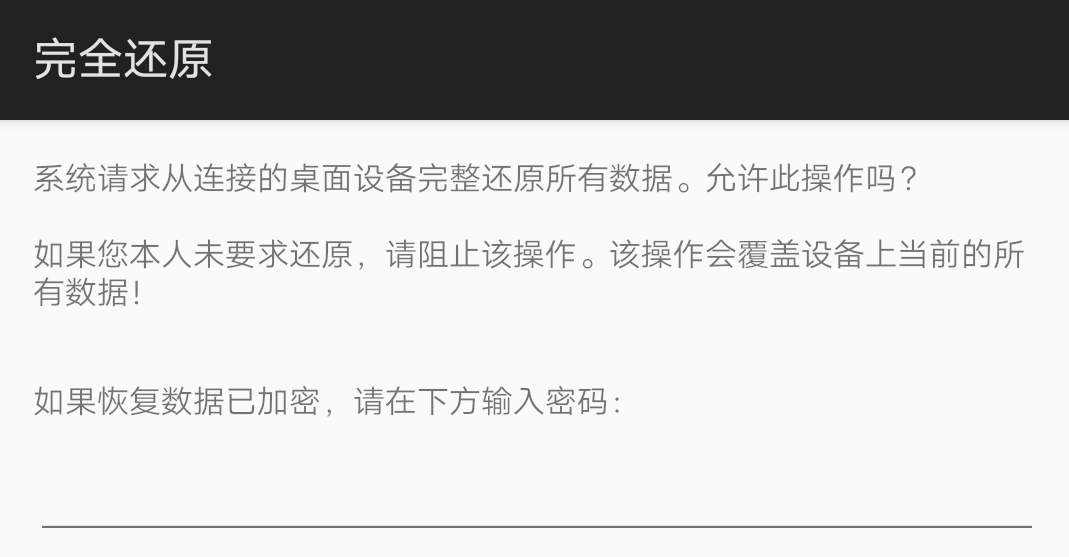 完全还原
系统请求从连接的桌面设备完整还原所有数据。允许此操作吗？
如果您本人未要求还原，请阻止该操作。该操作会覆盖设备上当前的所
有数据！
如果恢复数据已加密，请在下方输入密码：